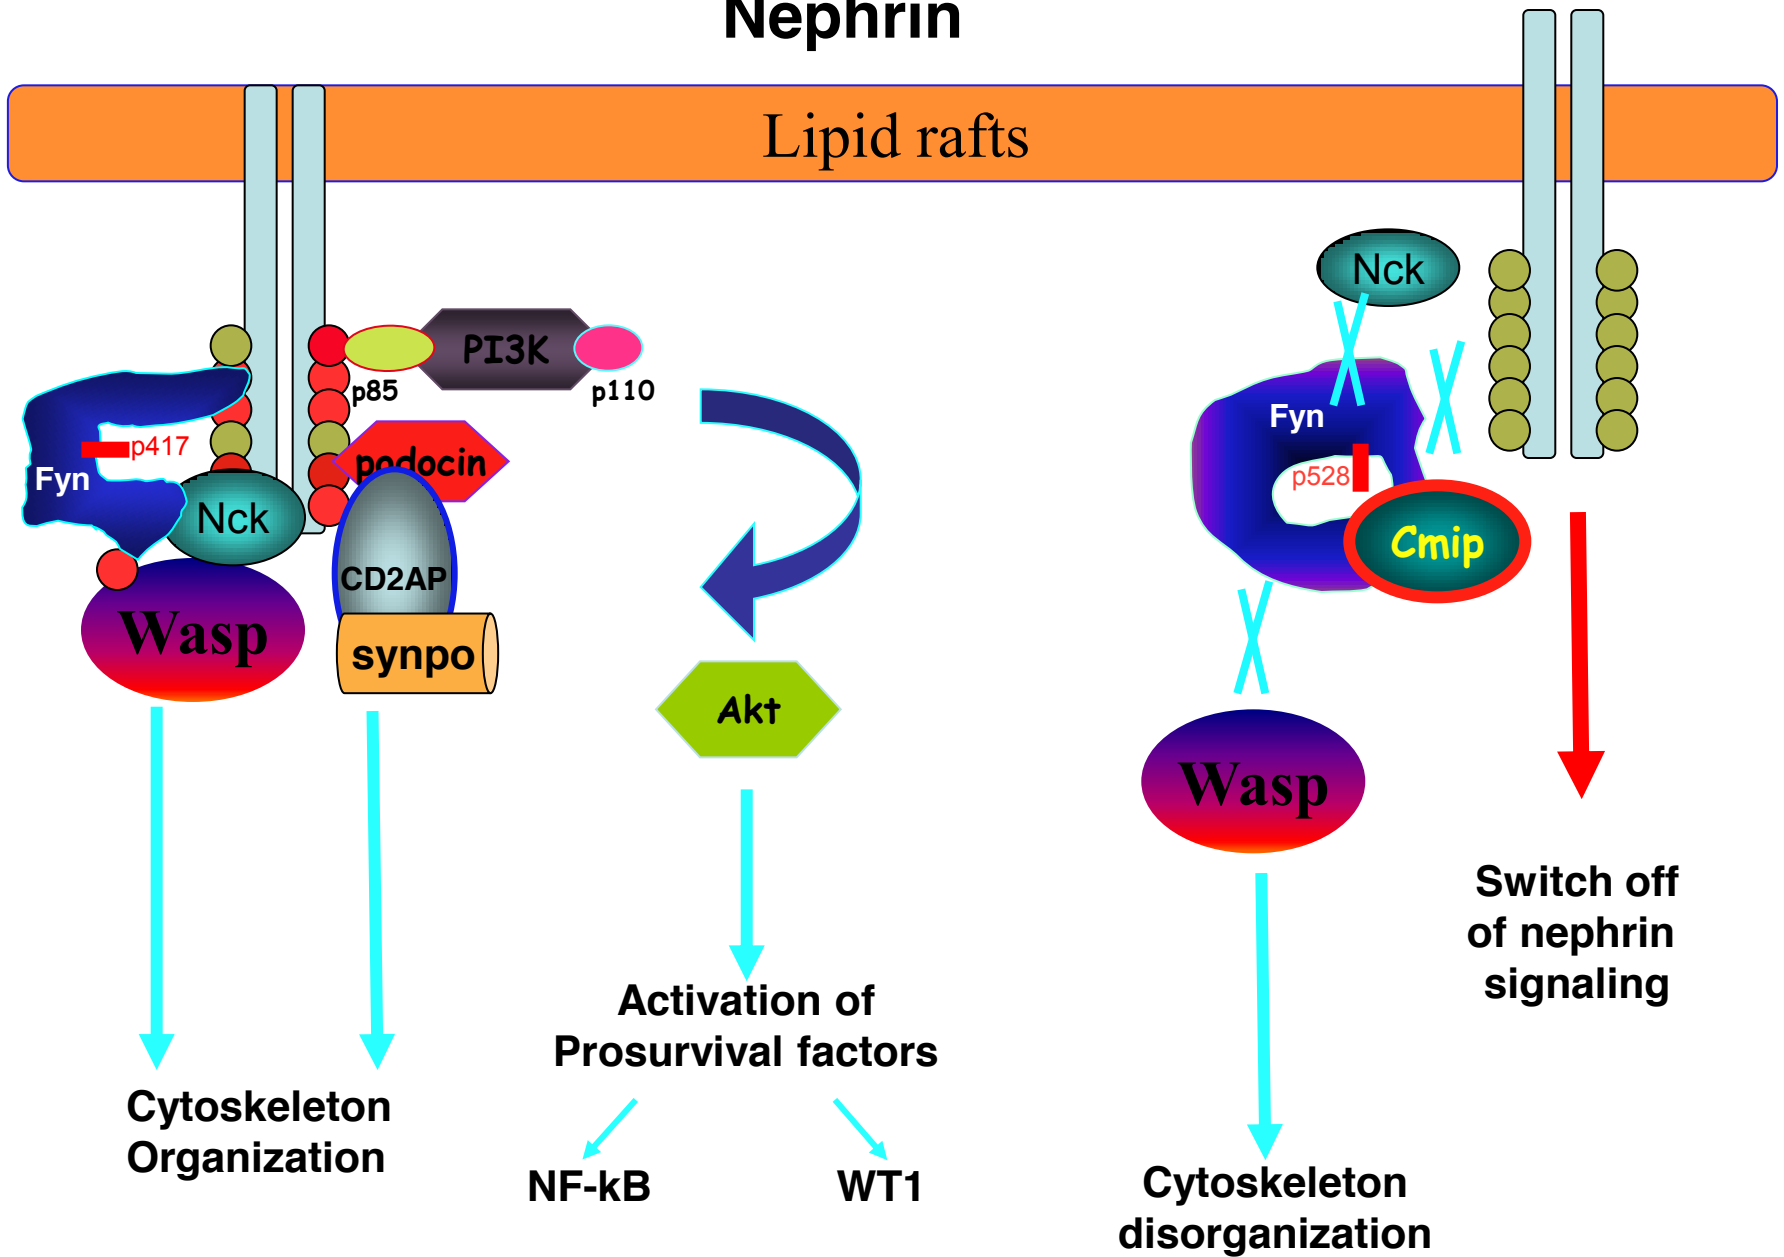 Nephrin
Lipid rafts
Nck
PI3K
p85
p110
Fyn
p417
podocin
Fyn
p528
Nck
Cmip
CD2AP
Wasp
synpo
Akt
Wasp
Switch off
of nephrin
signaling
Activation of
Prosurvival factors
Cytoskeleton
Organization
NF-kB
WT1
Cytoskeleton
disorganization